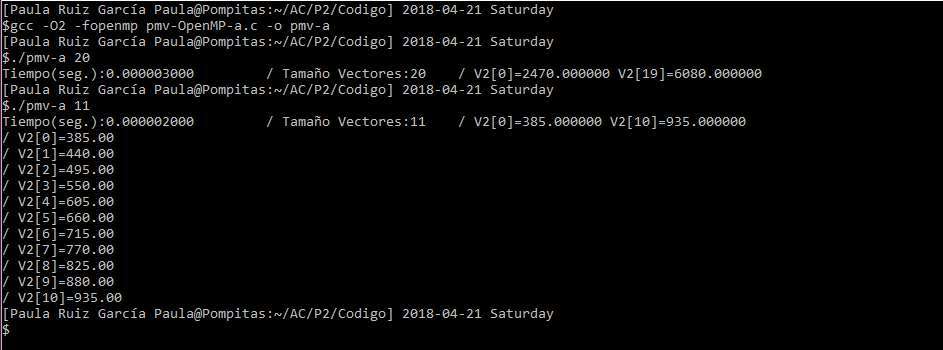 [Paula Ruiz García Paula@Pompitas:~/AC/P2/Codigo] 2018-04-21 Saturday
$gcc -O2 -fopenmp pmv-OpenMP-a.c -o pmv-a
[Paula Ruiz García Paula@Pompitas:~/AC/P2/Codigo] 2018-04-21 Saturday
$./pmv-a 20
Tiempo(seg.):0.000003000         / Tamaño Vectores:20    / V2[0]=2470.000000 V2[19]=6080.000000
[Paula Ruiz García Paula@Pompitas:~/AC/P2/Codigo] 2018-04-21 Saturday
$./pmv-a 11
Tiempo(seg.):0.000002000         / Tamaño Vectores:11    / V2[0]=385.000000 V2[10]=935.000000
/ V2[0]=385.00
/ V2[1]=440.00
/ V2[2]=495.00
/ V2[3]=550.00
/ V2[4]=605.00
/ V2[5]=660.00
/ V2[6]=715.00
/ V2[7]=770.00
/ V2[8]=825.00
/ V2[9]=880.00
/ V2[10]=935.00
[Paula Ruiz García Paula@Pompitas:~/AC/P2/Codigo] 2018-04-21 Saturday
$